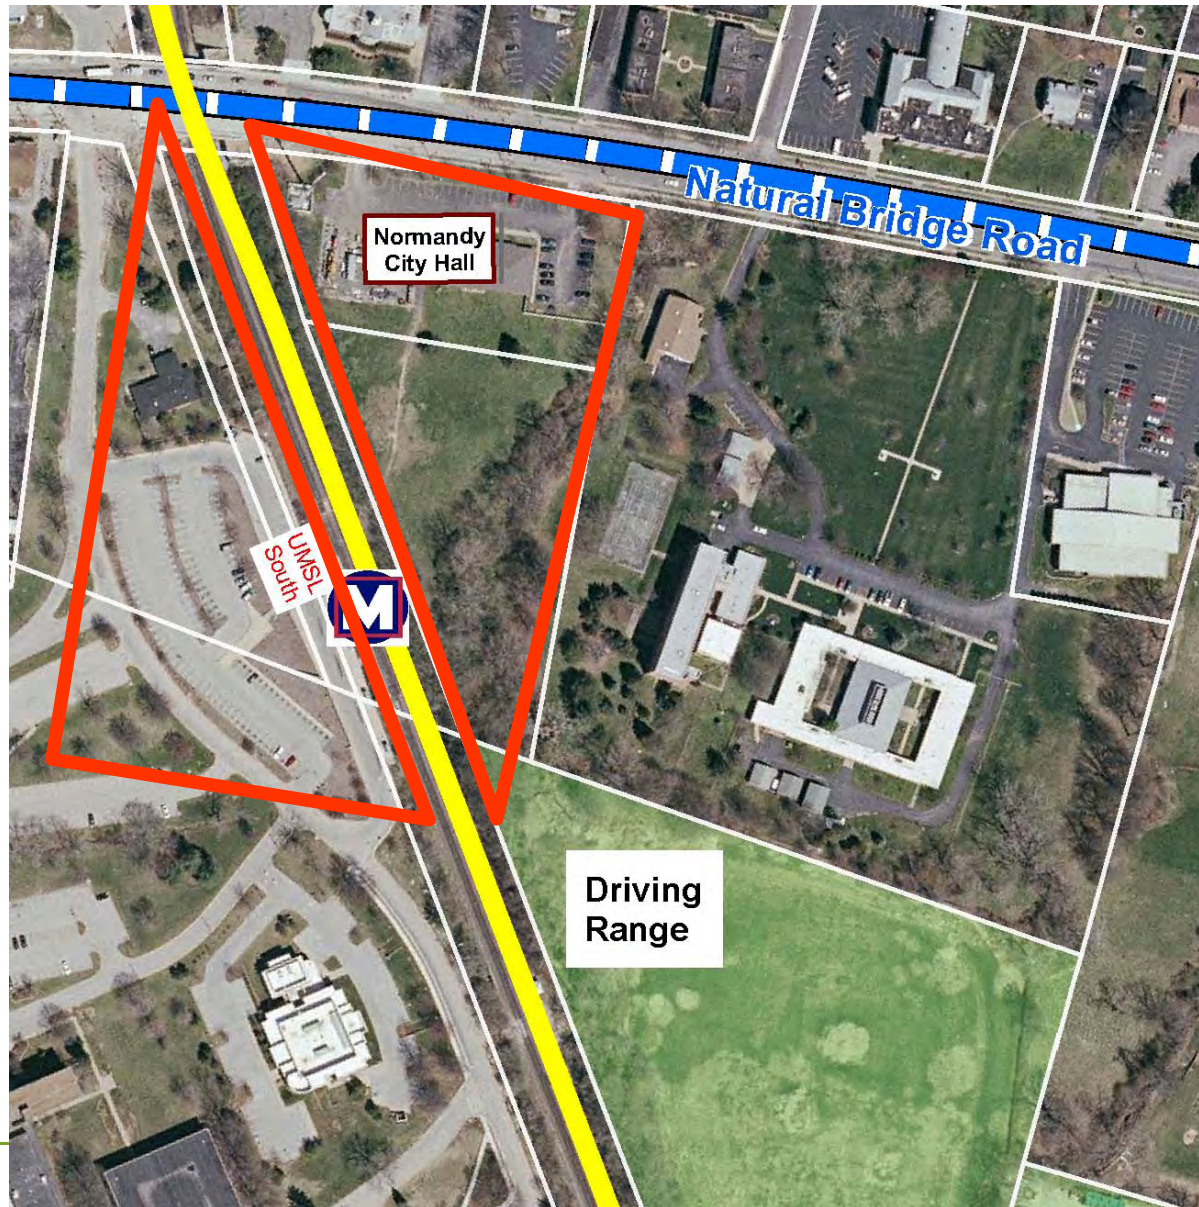 Natural Bridge Road
Normandy
City Hall
UMSL
South
M
Driving
Range